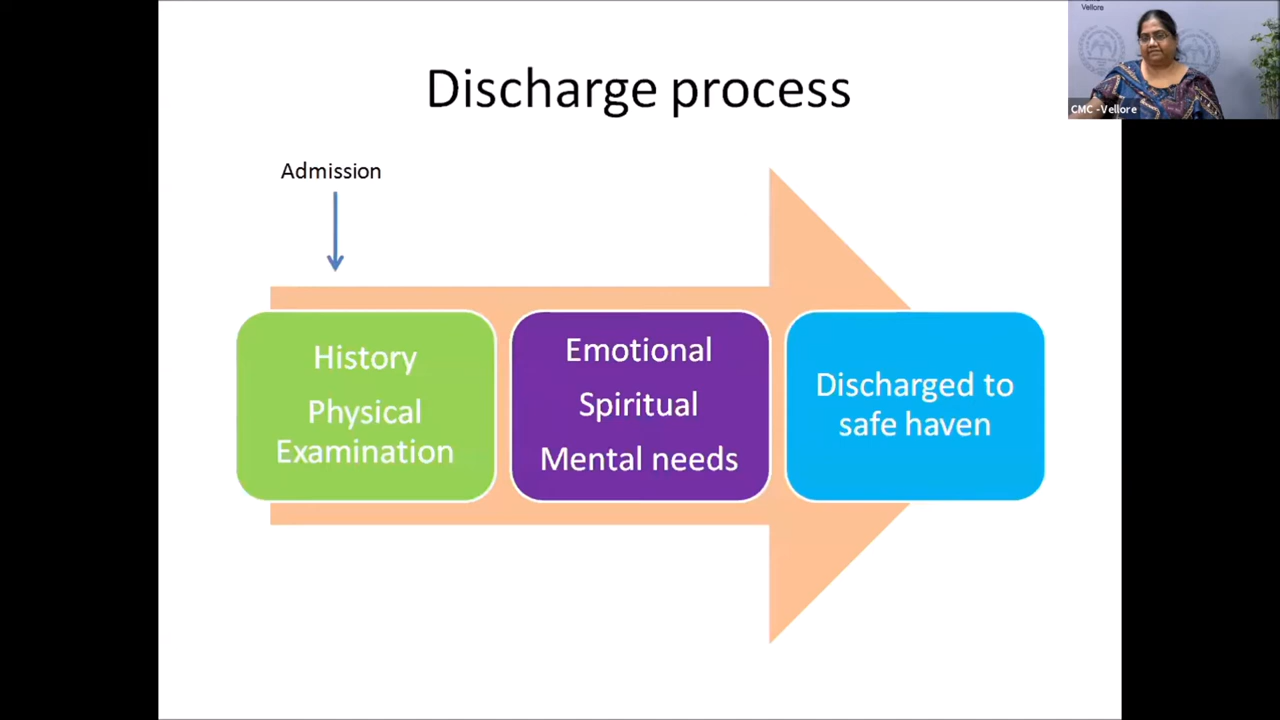 Discharge process
Vellore
CMC -Vellore
Admission
History
Physical
Examination
Emotional
Spiritual
Mental needs
Discharged to
safe haven